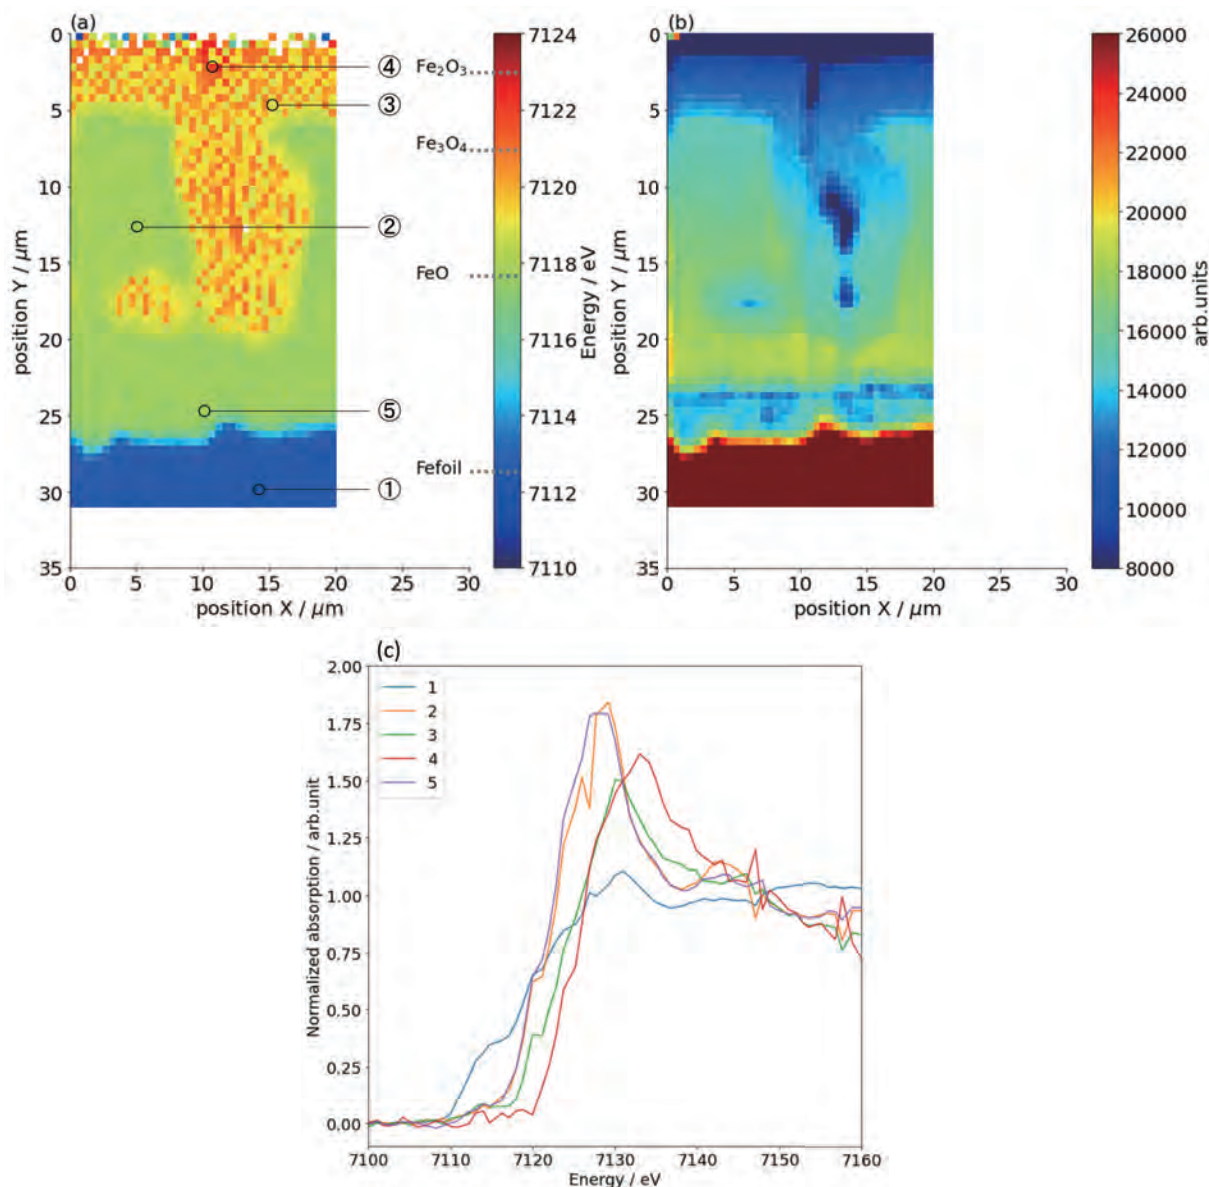 (a)
0
5
10
15
20
25
30
35
position Y / μm
0 5 10 15 20 25 30
position X / μm
④
③
②
⑤
①
Fe2O3
Fe3O4
FeO
Fefoil
7124
7122
7120
7118
7116
7114
7112
7110
Energy / eV
(b)
0
5
10
15
20
25
30
35
position Y / μm
0 5 10 15 20 25 30
position X / μm
26000
24000
22000
20000
18000
16000
14000
12000
10000
8000
arb.units
(c)
2.00
1.75
1.50
1.25
1.00
0.75
0.50
0.25
0.00
Normalized absorption / arb.unit
1
2
3
4
5
7100 7110 7120 7130 7140 7150 7160
Energy / eV